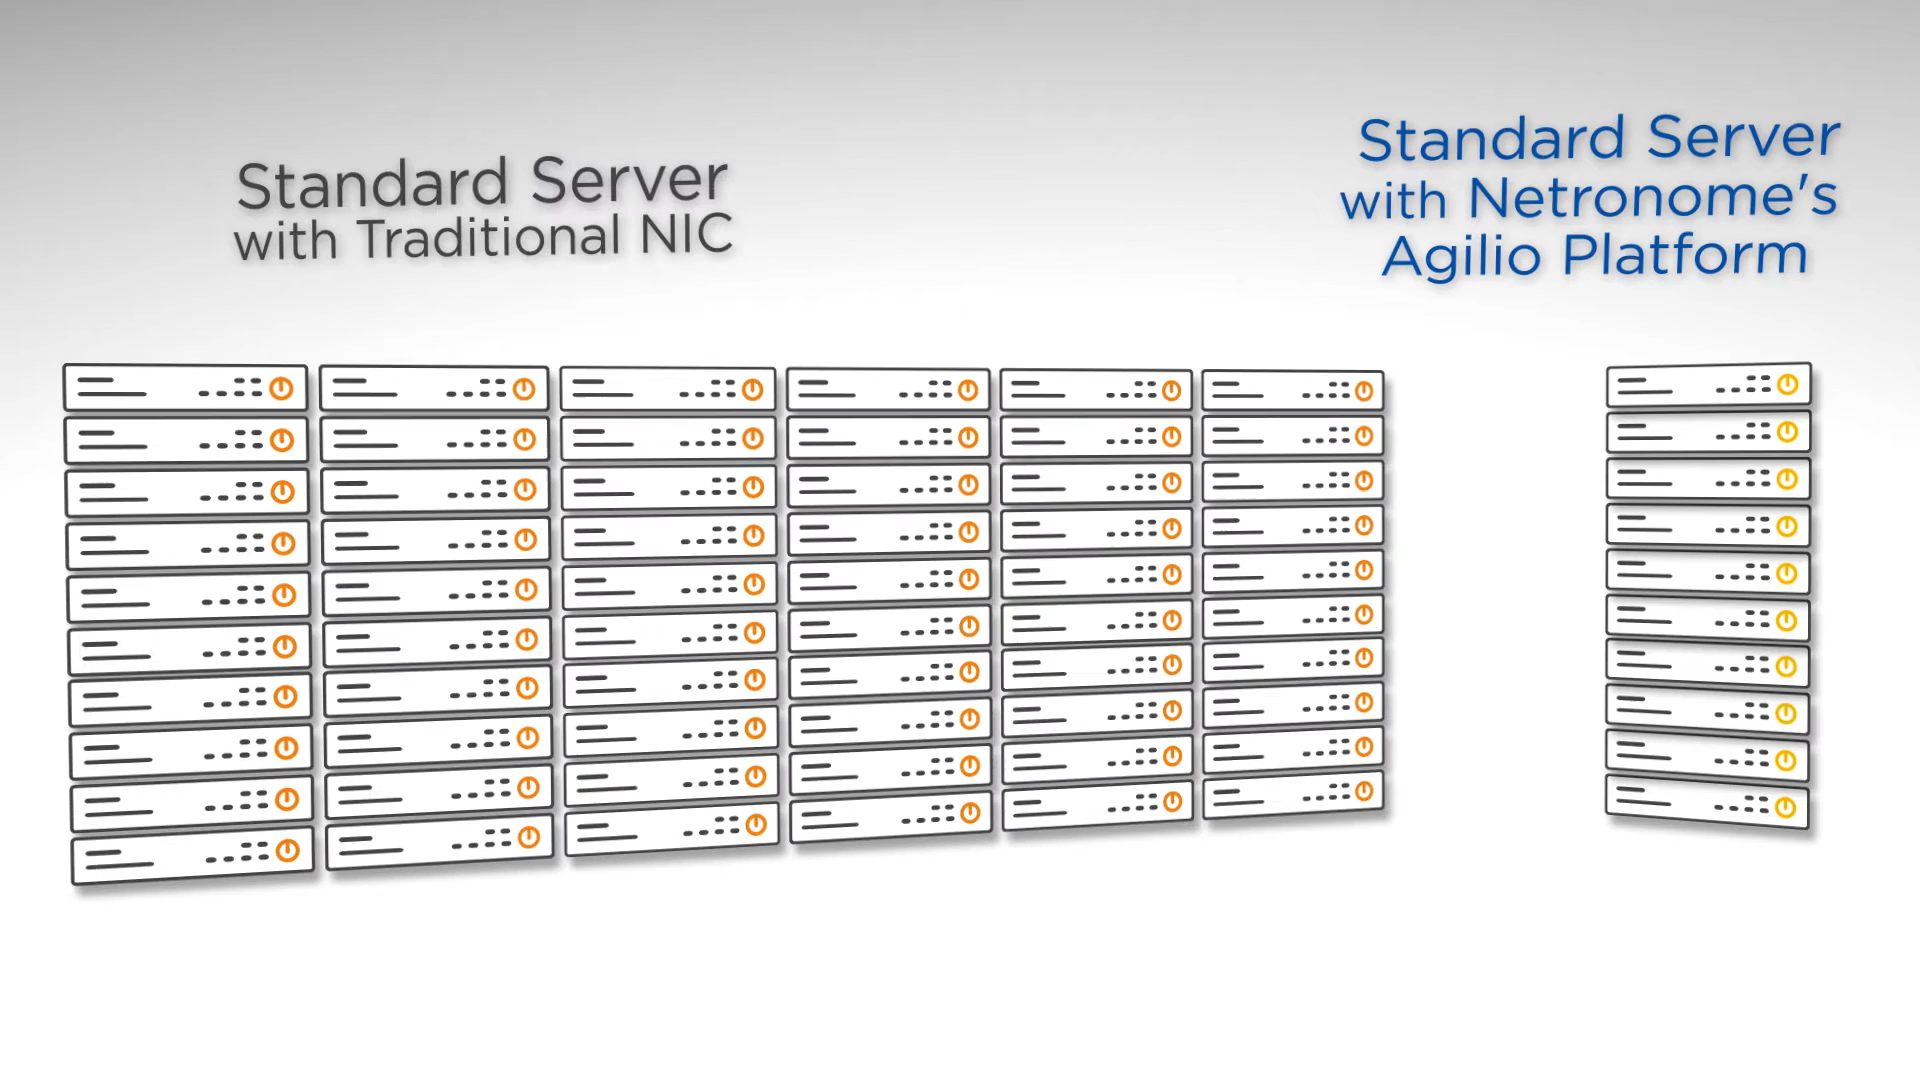 Standard Server
with Traditional NIC
Standard Server
with Netronome's
Agilio Platform